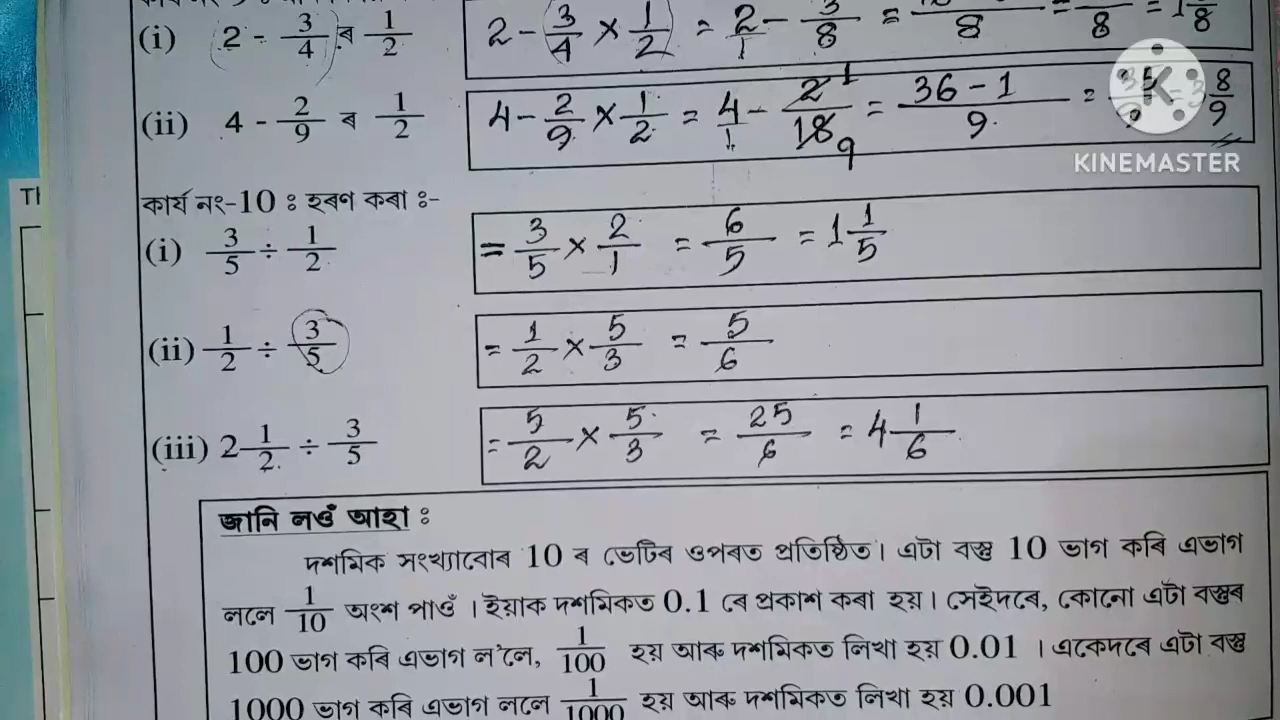 (i) (2 - 3/4) ৰ 1/2 2 - (3/4 × 1/2) = 2/1 - 3/8 = /8 = /8 = 1 /8
(ii) 4 - 2/9 ৰ 1/2 4 - 2/9 × 1/2 = 4/1 - 2/18 1 9 = 36 - 1/9 = 35/9 = 3 8/9
KINEMASTER
কাৰ্য নং-10 ঃ হৰণ কৰা ঃ-
(i) 3/5 ÷ 1/2 = 3/5 × 2/1 = 6/5 = 1 1/5
(ii) 1/2 ÷ 3/5 = 1/2 × 5/3 = 5/6
(iii) 2 1/2 ÷ 3/5 = 5/2 × 5/3 = 25/6 = 4 1/6
জানি লওঁ আহা ঃ
দশমিক সংখ্যাবোৰ 10 ৰ ভেটিৰ ওপৰত প্ৰতিষ্ঠিত। এটা বস্তু 10 ভাগ কৰি এভাগ
ললে 1/10 অংশ পাওঁ। ইয়াক দশমিকত 0.1 ৰে প্ৰকাশ কৰা হয়। সেইদৰে, কোনো এটা বস্তুৰ
100 ভাগ কৰি এভাগ ল'লে, 1/100 হয় আৰু দশমিকত লিখা হয় 0.01 । একেদৰে এটা বস্তু
1000 ভাগ কৰি এভাগ ললে 1/1000 হয় আৰু দশমিকত লিখা হয় 0.001